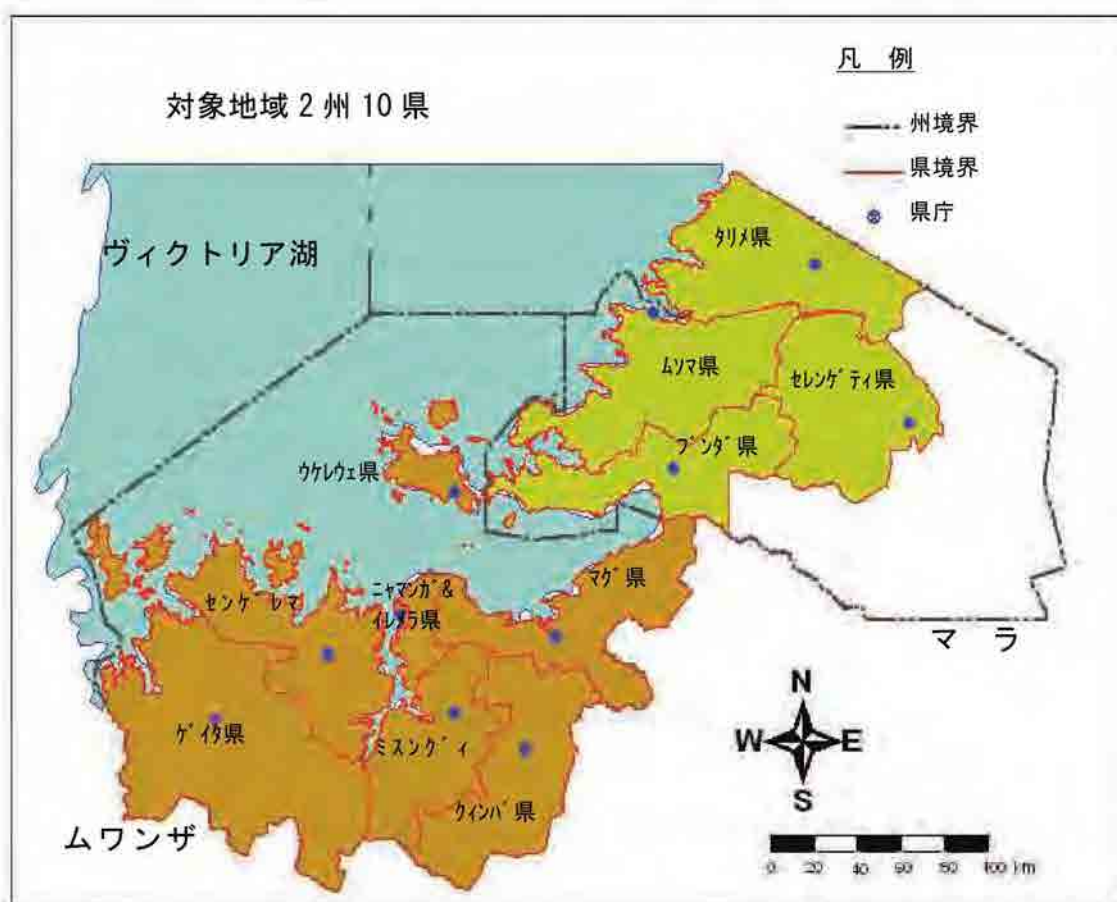 対象地域 2 州 10 県
凡 例
州境界
県境界
県庁
ヴィクトリア湖
タリメ県
ムソマ県
セレンゲティ県
ブンダ県
ウケレウェ県
マグ県
ニャマンガ&
イレメラ県
センゲレマ
マ ラ
ゲイタ県
ミスングィ
クィンバ県
ムワンザ
N
W E
S
0 20 40 60 80 100 km